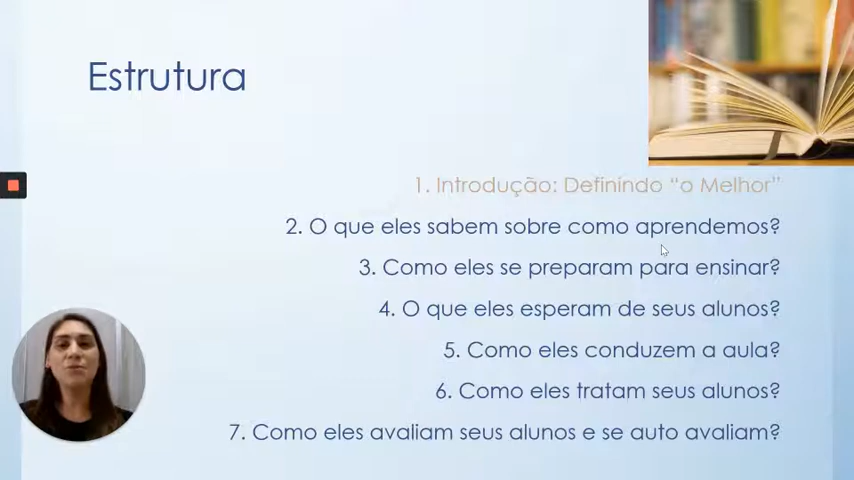 Estrutura
1. Introdução: Definindo “o Melhor”
2. O que eles sabem sobre como aprendemos?
3. Como eles se preparam para ensinar?
4. O que eles esperam de seus alunos?
5. Como eles conduzem a aula?
6. Como eles tratam seus alunos?
7. Como eles avaliam seus alunos e se auto avaliam?